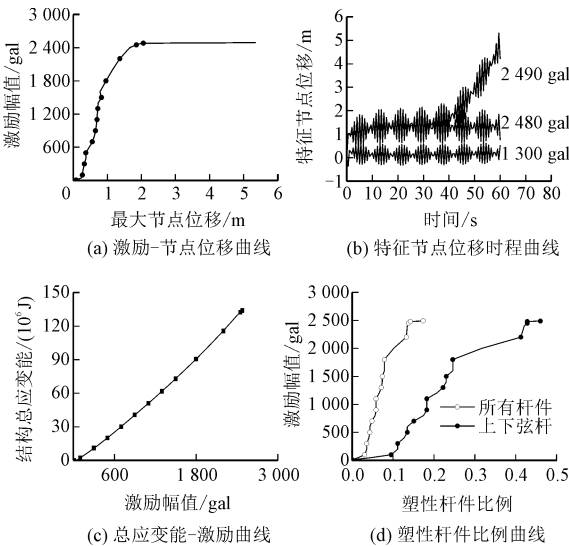 激励幅值/gal
2 400
1 800
1 200
600
0 1 2 3 4 5 6
最大节点位移/m
(a) 激励-节点位移曲线
特征节点位移/m
6
5
4
3
2
1
0
-1
2 490 gal
2 480 gal
1 300 gal
10 20 30 40 50 60 70 80
时间/s
(b) 特征节点位移时程曲线
结构总应变能/(10⁶J)
150
120
90
60
30
0
600 1 800 3 000
激励幅值/gal
(c) 总应变能-激励曲线
激励幅值/gal
3 000
2 500
2 000
1 500
1 000
500
0
所有杆件
上下弦杆
0.0 0.1 0.2 0.3 0.4 0.5
塑性杆件比例
(d) 塑性杆件比例曲线